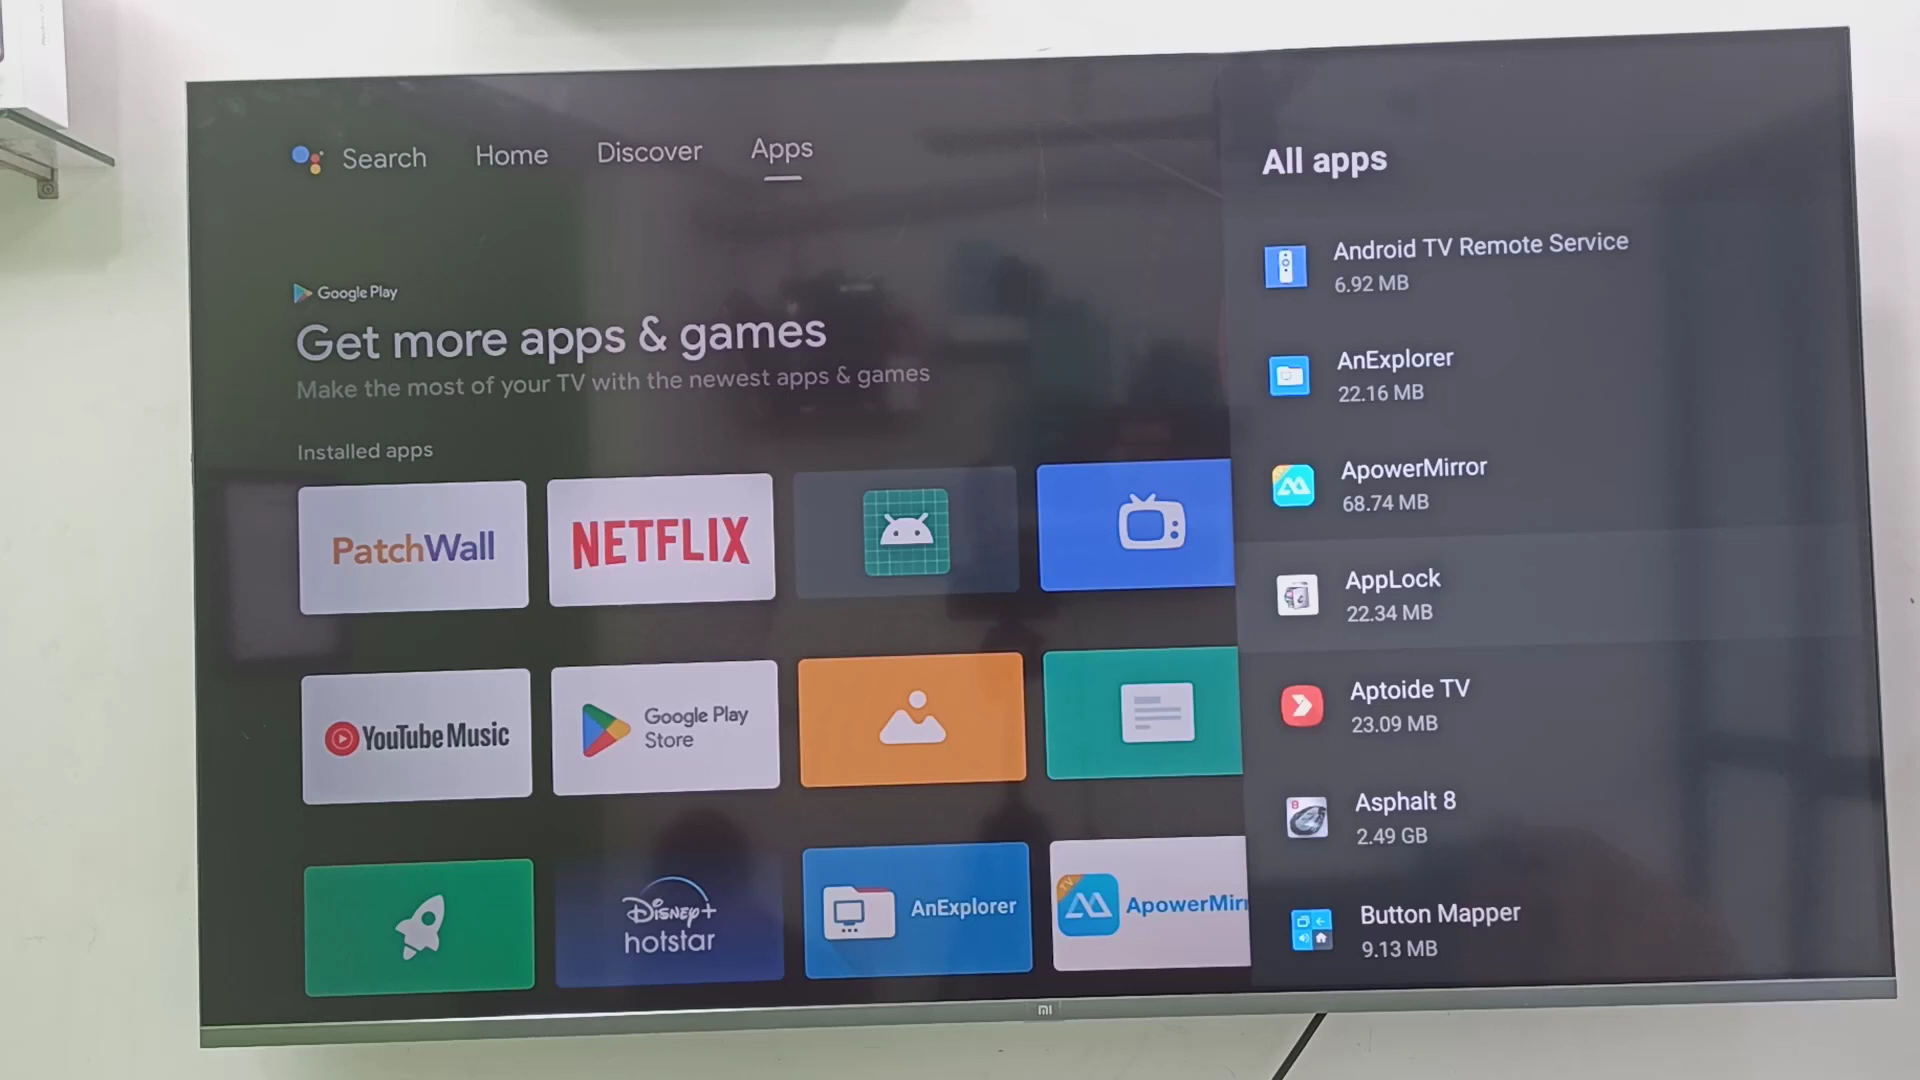 Search Home Discover Apps
Google Play
Get more apps & games
Make the most of your TV with the newest apps & games
Installed apps
PatchWall
NETFLIX
YouTube Music
Google Play
Store
Disney+
hotstar
AnExplorer
TV
ApowerMirr
All apps
Android TV Remote Service
6.92 MB
AnExplorer
22.16 MB
ApowerMirror
68.74 MB
AppLock
22.34 MB
Aptoide TV
23.09 MB
Asphalt 8
2.49 GB
Button Mapper
9.13 MB
mi